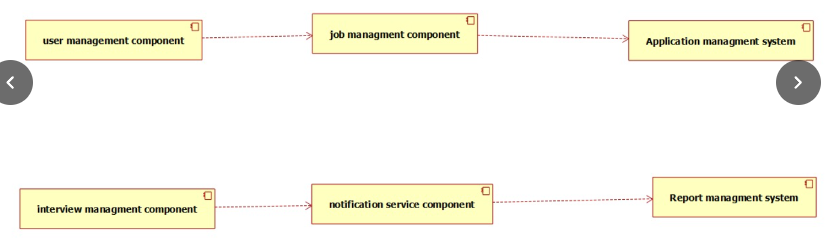 user management component
job managment component
Application managment system
interview managment component
notification service component
Report managment system